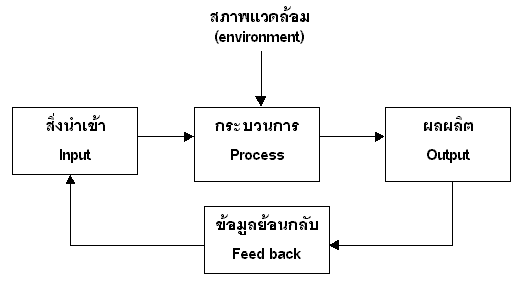 สภาพแวดล้อม
(environment)
สิ่งนำเข้า
Input
กระบวนการ
Process
ผลผลิต
Output
ข้อมูลย้อนกลับ
Feed back